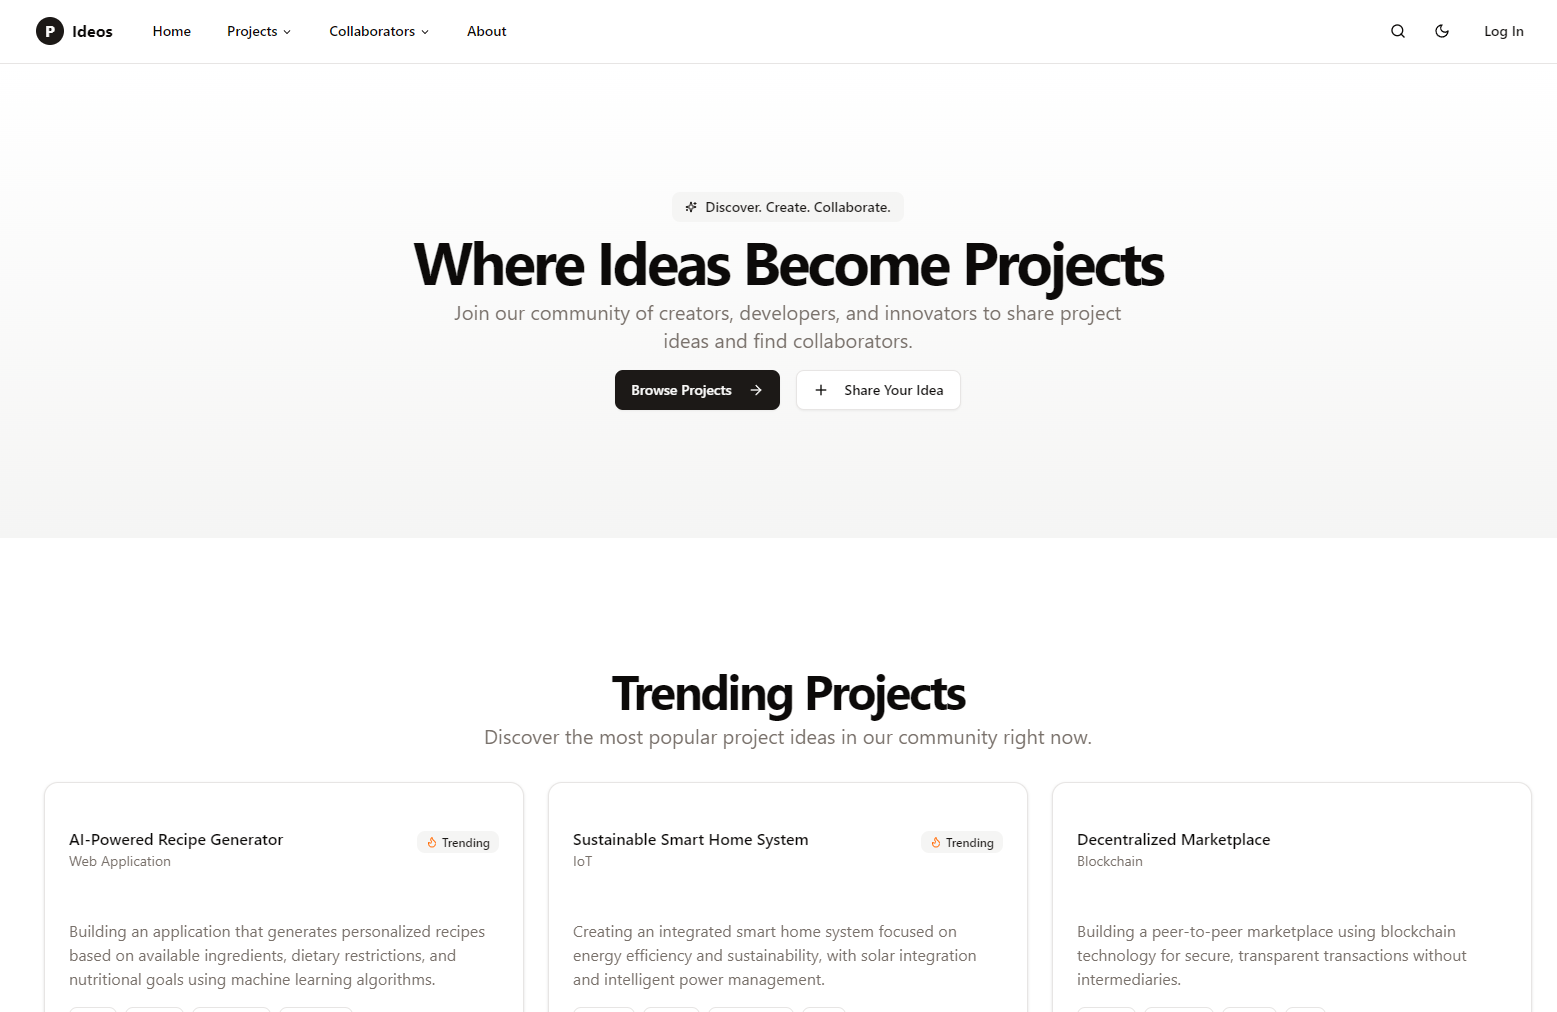 P Ideos Home Projects Collaborators About Log In
Discover. Create. Collaborate.
Where Ideas Become Projects
Join our community of creators, developers, and innovators to share project
ideas and find collaborators.
Browse Projects Share Your Idea
Trending Projects
Discover the most popular project ideas in our community right now.
AI-Powered Recipe Generator
Trending
Web Application
Building an application that generates personalized recipes
based on available ingredients, dietary restrictions, and
nutritional goals using machine learning algorithms.
Sustainable Smart Home System
Trending
IoT
Creating an integrated smart home system focused on
energy efficiency and sustainability, with solar integration
and intelligent power management.
Decentralized Marketplace
Blockchain
Building a peer-to-peer marketplace using blockchain
technology for secure, transparent transactions without
intermediaries.